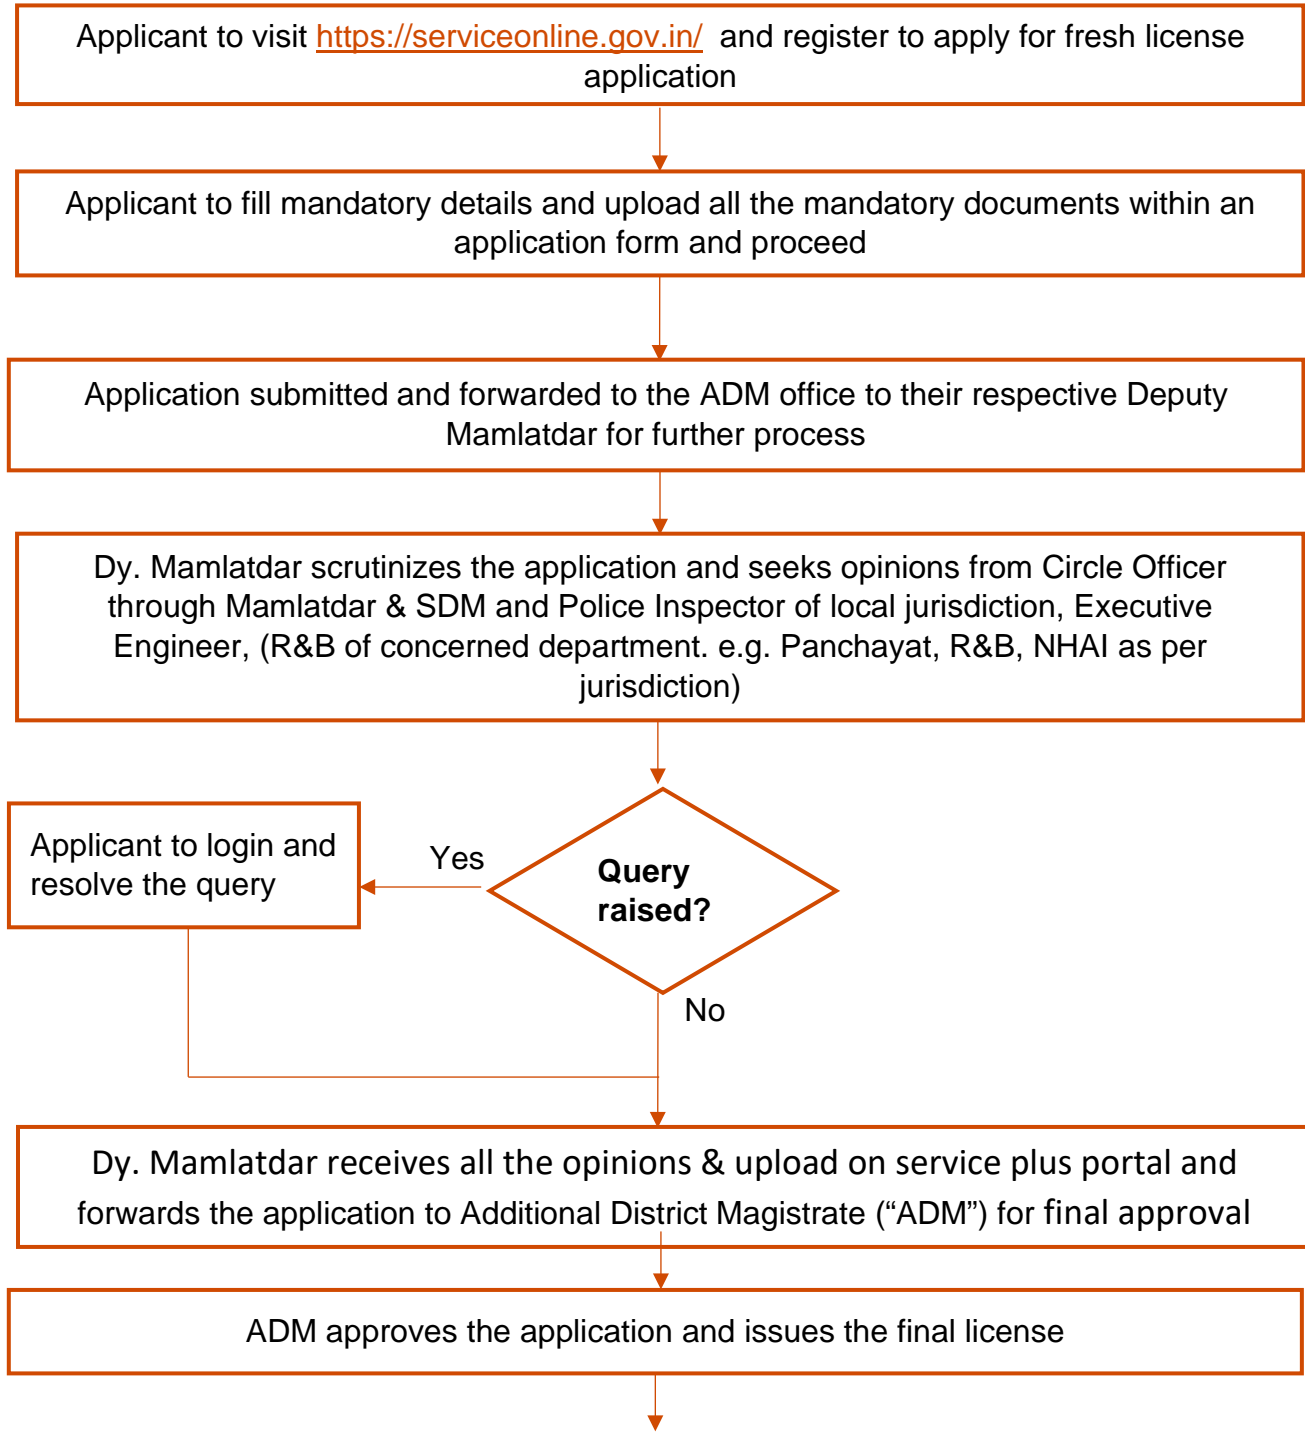 Applicant to visit https://serviceonline.gov.in/ and register to apply for fresh license
application
Applicant to fill mandatory details and upload all the mandatory documents within an
application form and proceed
Application submitted and forwarded to the ADM office to their respective Deputy
Mamlatdar for further process
Dy. Mamlatdar scrutinizes the application and seeks opinions from Circle Officer
through Mamlatdar & SDM and Police Inspector of local jurisdiction, Executive
Engineer, (R&B of concerned department. e.g. Panchayat, R&B, NHAI as per
jurisdiction)
Applicant to login and
resolve the query
Yes
Query
raised?
No
Dy. Mamlatdar receives all the opinions & upload on service plus portal and
forwards the application to Additional District Magistrate (“ADM”) for final approval
ADM approves the application and issues the final license